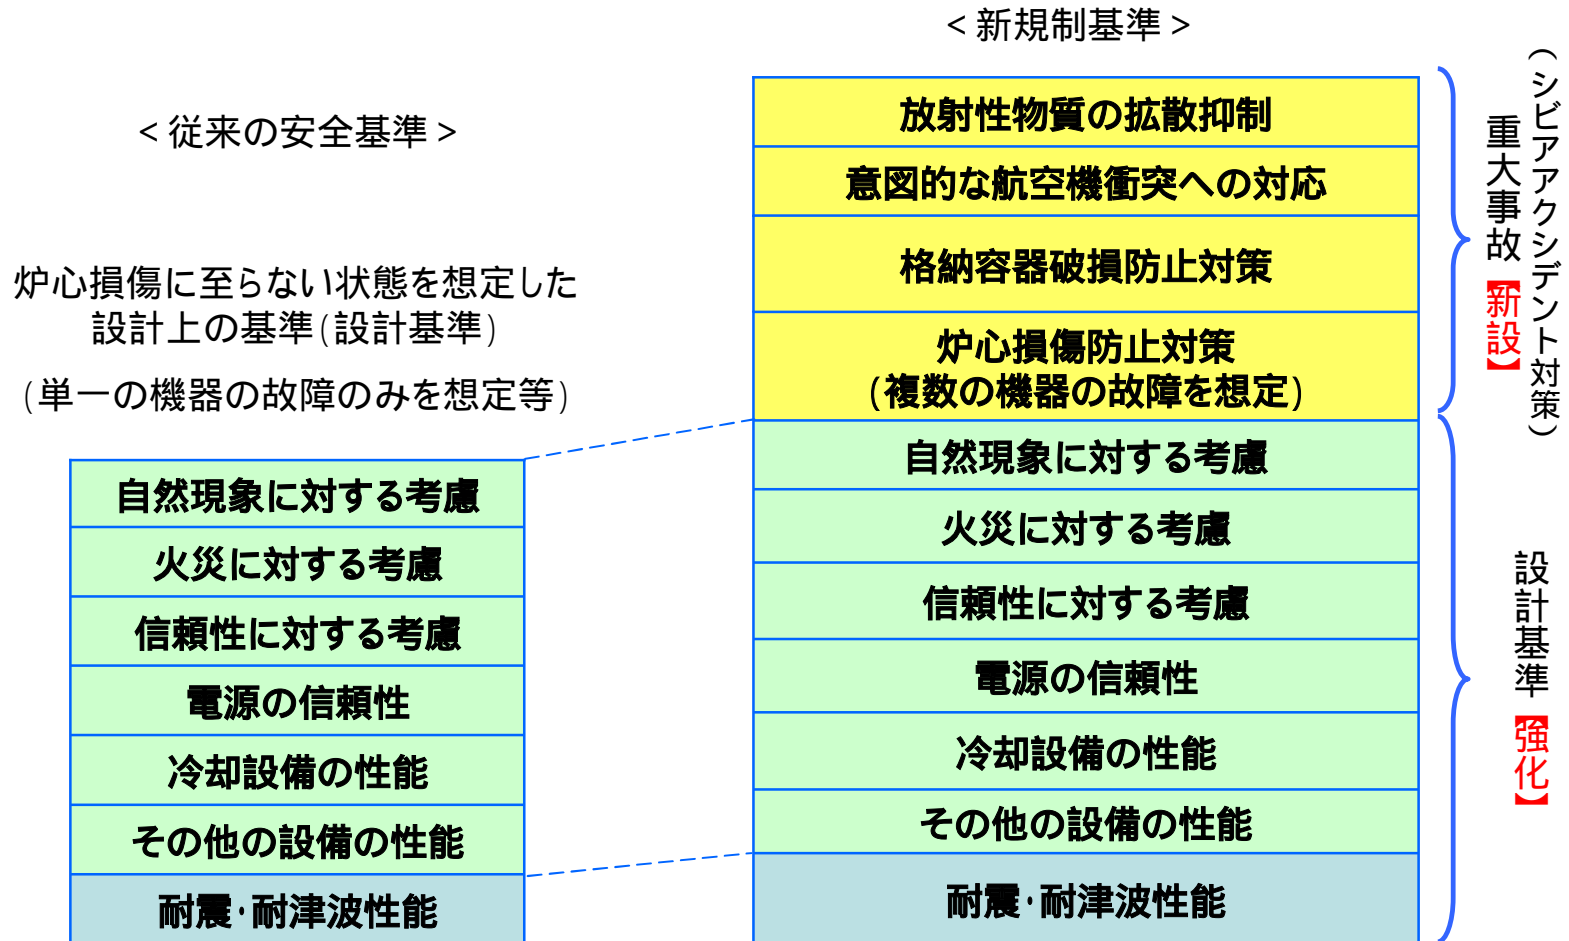 <従来の安全基準>
炉心損傷に至らない状態を想定した
設計上の基準(設計基準)
(単一の機器の故障のみを想定等)
自然現象に対する考慮
火災に対する考慮
信頼性に対する考慮
電源の信頼性
冷却設備の性能
その他の設備の性能
耐震・耐津波性能
<新規制基準>
放射性物質の拡散抑制
意図的な航空機衝突への対応
格納容器破損防止対策
炉心損傷防止対策
(複数の機器の故障を想定)
自然現象に対する考慮
火災に対する考慮
信頼性に対する考慮
電源の信頼性
冷却設備の性能
その他の設備の性能
耐震・耐津波性能
(シビアアクシデント対策)
重大事故【新設】
設計基準【強化】